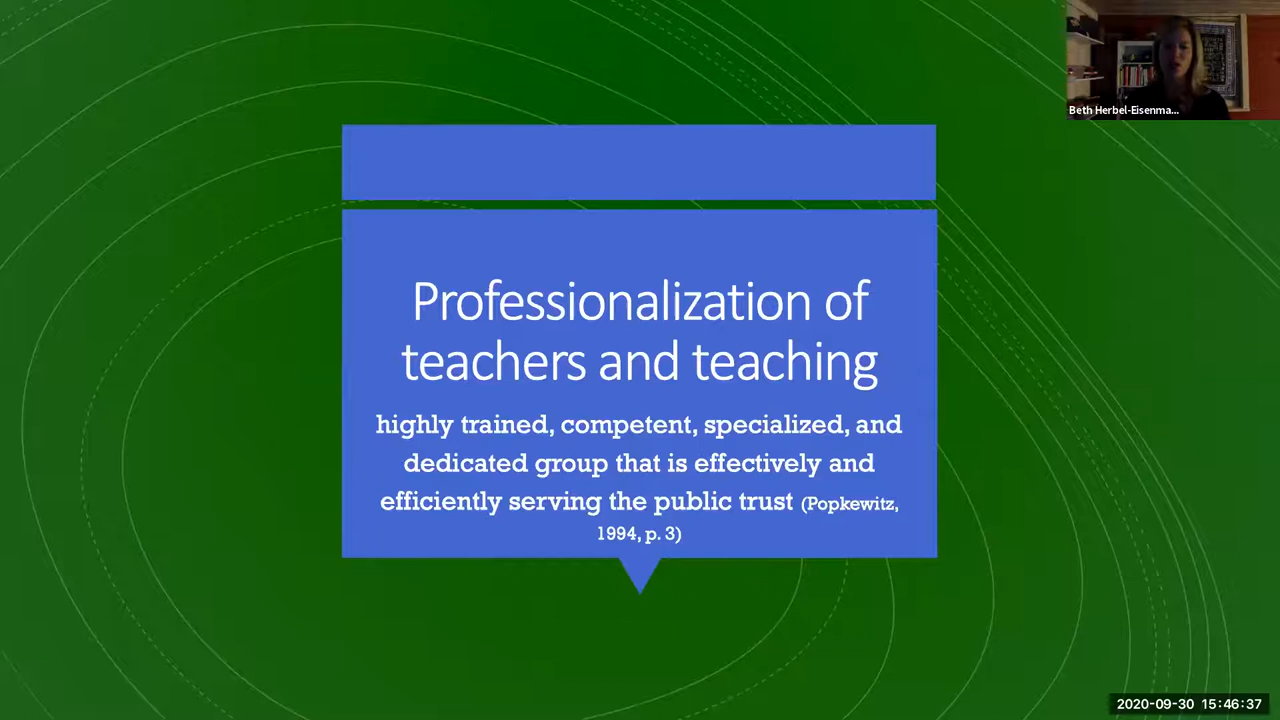 Beth Herbel-Eisenma...
Professionalization of
teachers and teaching
highly trained, competent, specialized, and
dedicated group that is effectively and
efficiently serving the public trust (Popkewitz,
1994, p. 3)
2020-09-30 15:46:37